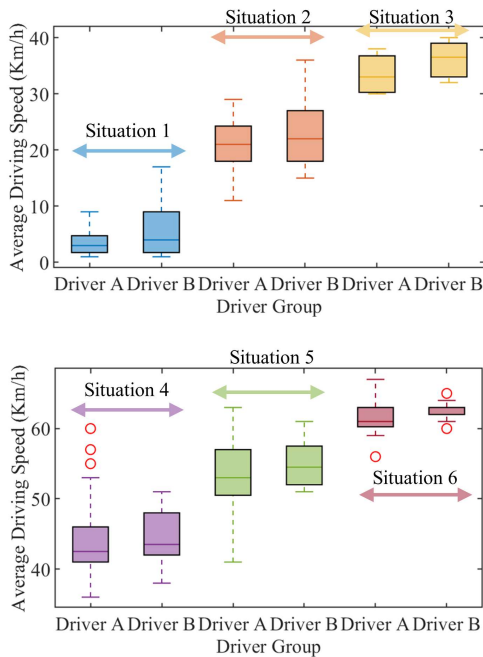 Situation 2
Situation 3
Situation 1
40
30
20
10
0
Average Driving Speed (Km/h)
Driver A Driver B Driver A Driver B Driver A Driver B
Driver Group
Situation 5
Situation 4
Situation 6
60
50
40
Average Driving Speed (Km/h)
Driver A Driver B Driver A Driver B Driver A Driver B
Driver Group